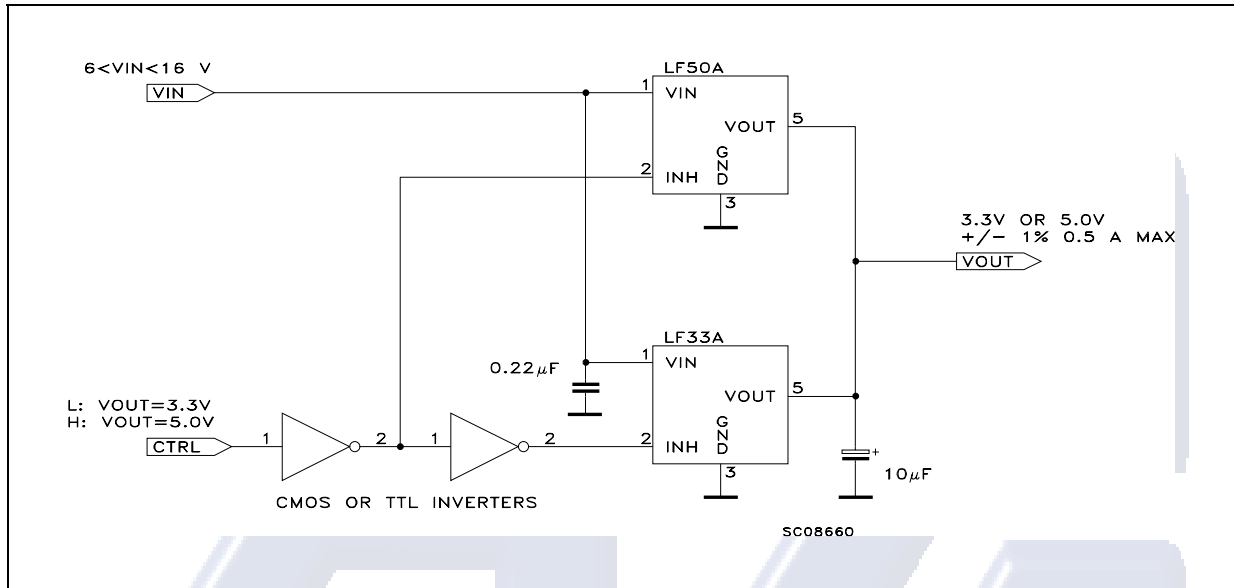 6<VIN<16 V
VIN
LF50A
1
VIN
VOUT
5
2
INH
GND
3
3.3V OR 5.0V
+/- 1% 0.5 A MAX
VOUT
LF33A
1
VIN
0.22µF
VOUT
5
L: VOUT=3.3V
H: VOUT=5.0V
CTRL
1
2
1
2
2
INH
GND
3
+
10µF
CMOS OR TTL INVERTERS
SC08660